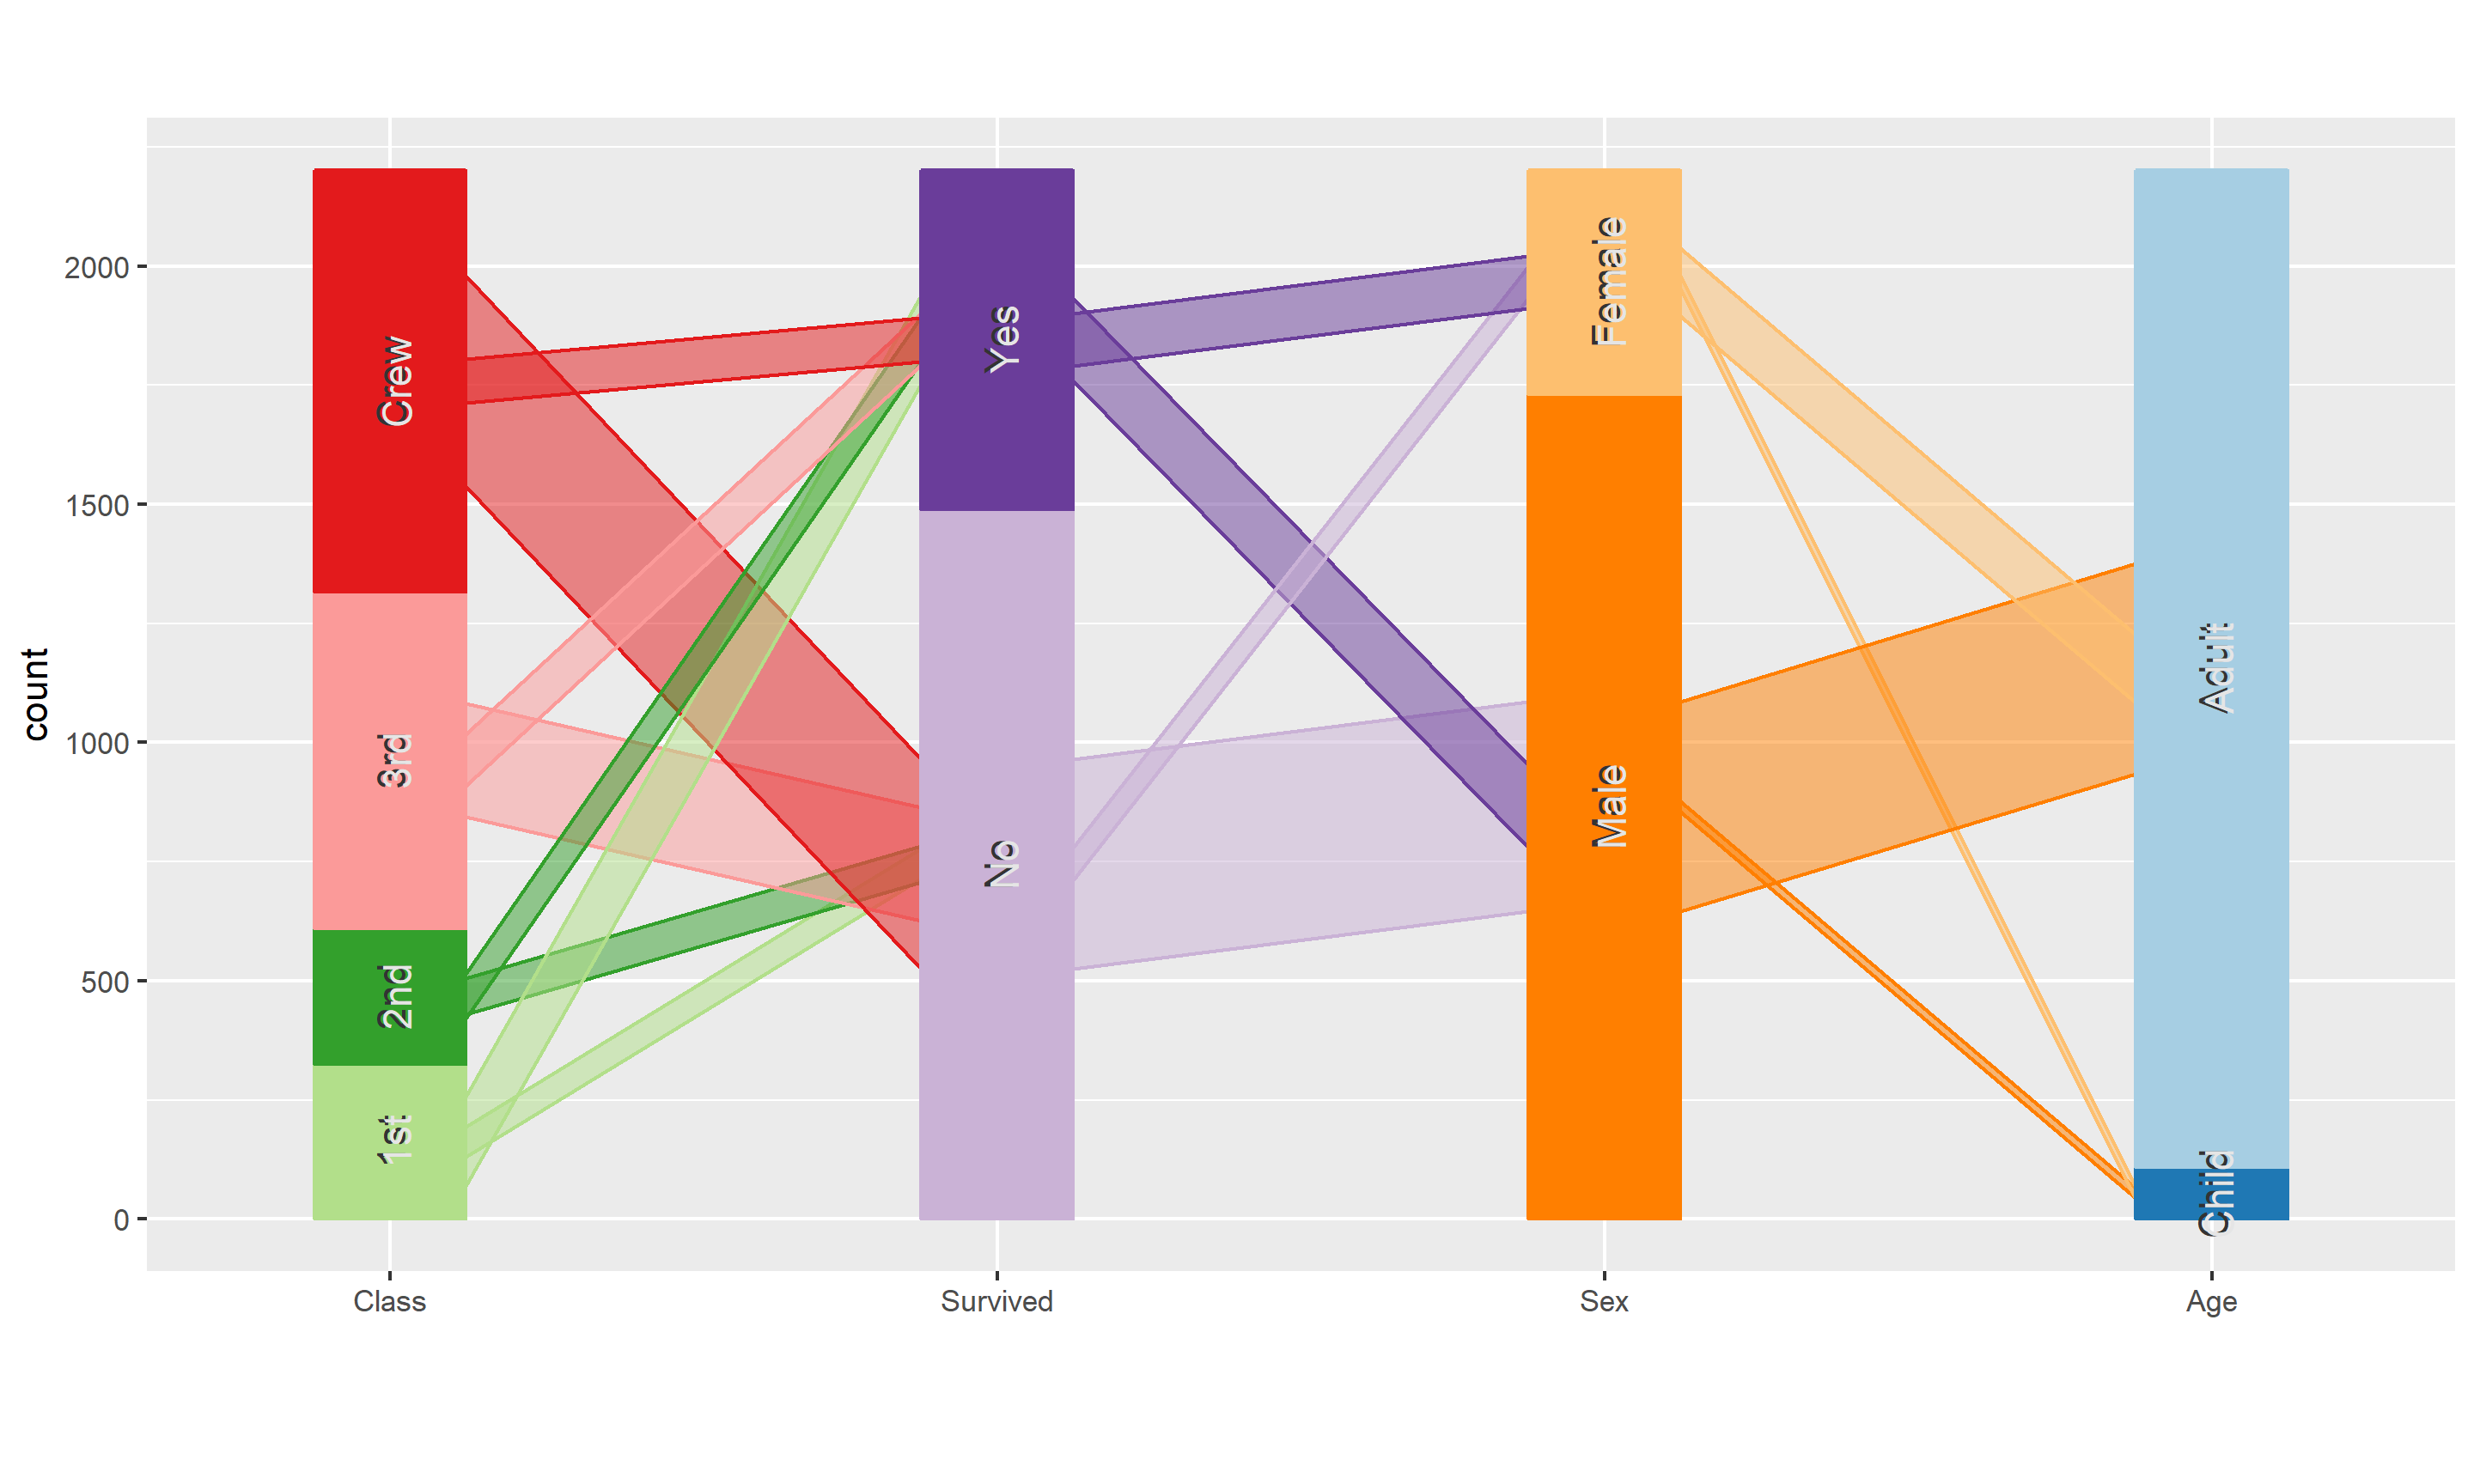 count
2000
1500
1000
500
0
Crew
3rd
2nd
1st
Yes
No
Female
Male
Adult
Child
Class
Survived
Sex
Age